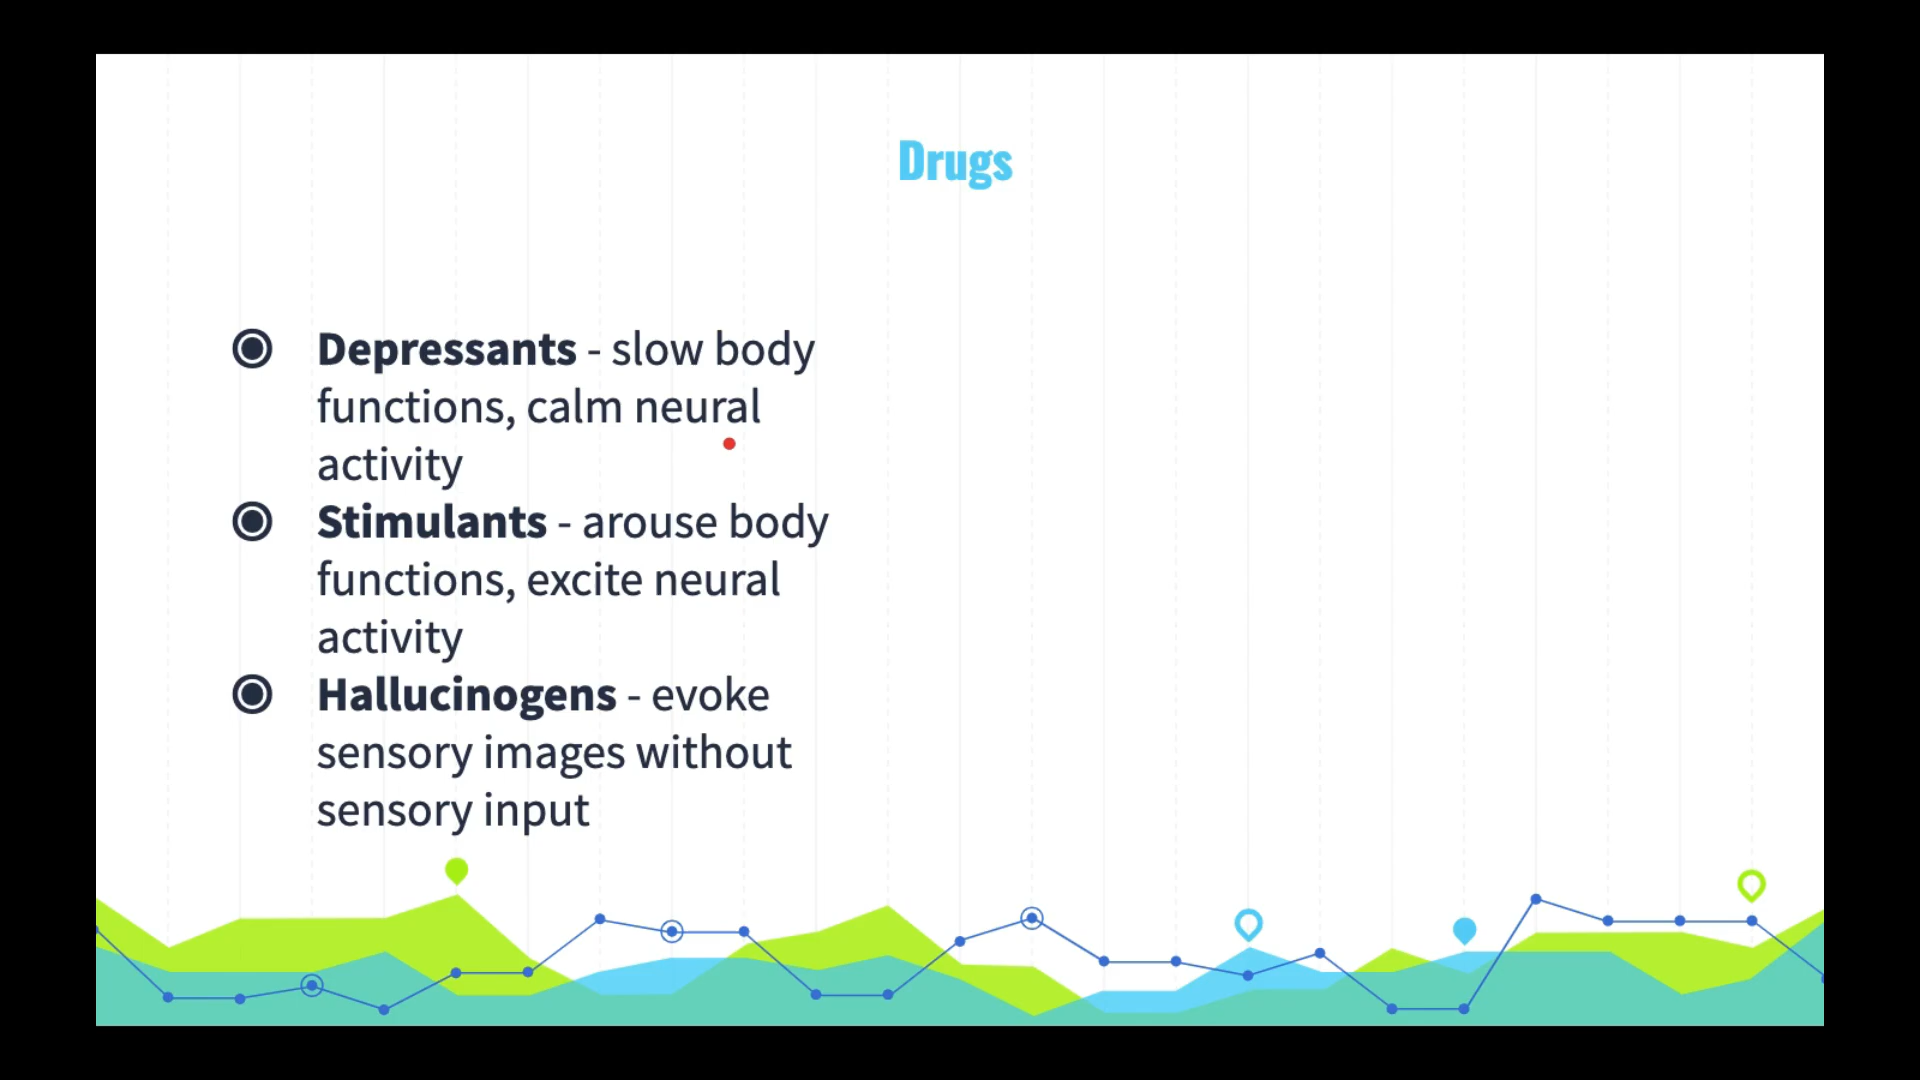 Drugs
Depressants - slow body
functions, calm neural
activity
Stimulants - arouse body
functions, excite neural
activity
Hallucinogens - evoke
sensory images without
sensory input